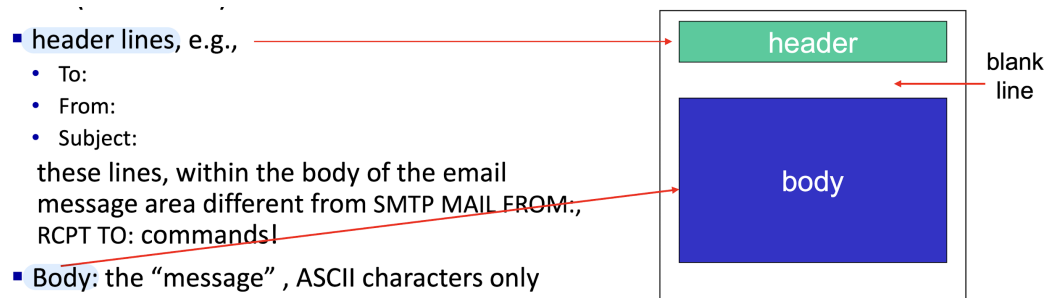 header lines, e.g.,
To:
From:
Subject:
these lines, within the body of the email
message area different from SMTP MAIL FROM:,
RCPT TO: commands!
Body: the “message” , ASCII characters only
header
blank
line
body